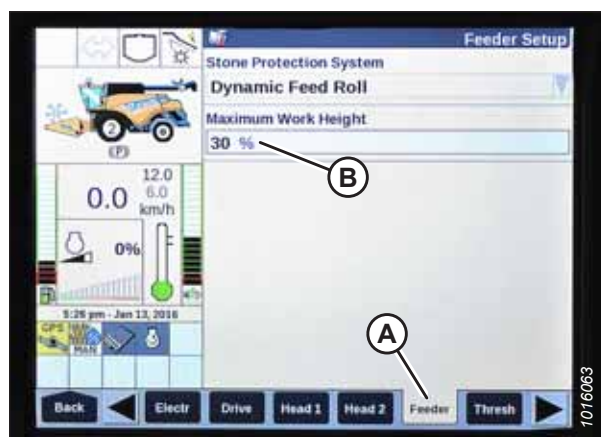 Feeder Setup
Stone Protection System
Dynamic Feed Roll
Maximum Work Height
30 %
B
2
(P)
12.0
0.0 6.0
km/h
0%
5:26 pm - Jan 13, 2016
GPS
MAN
A
Back Electr Drive Head 1 Head 2 Feeder Thresh
1016063